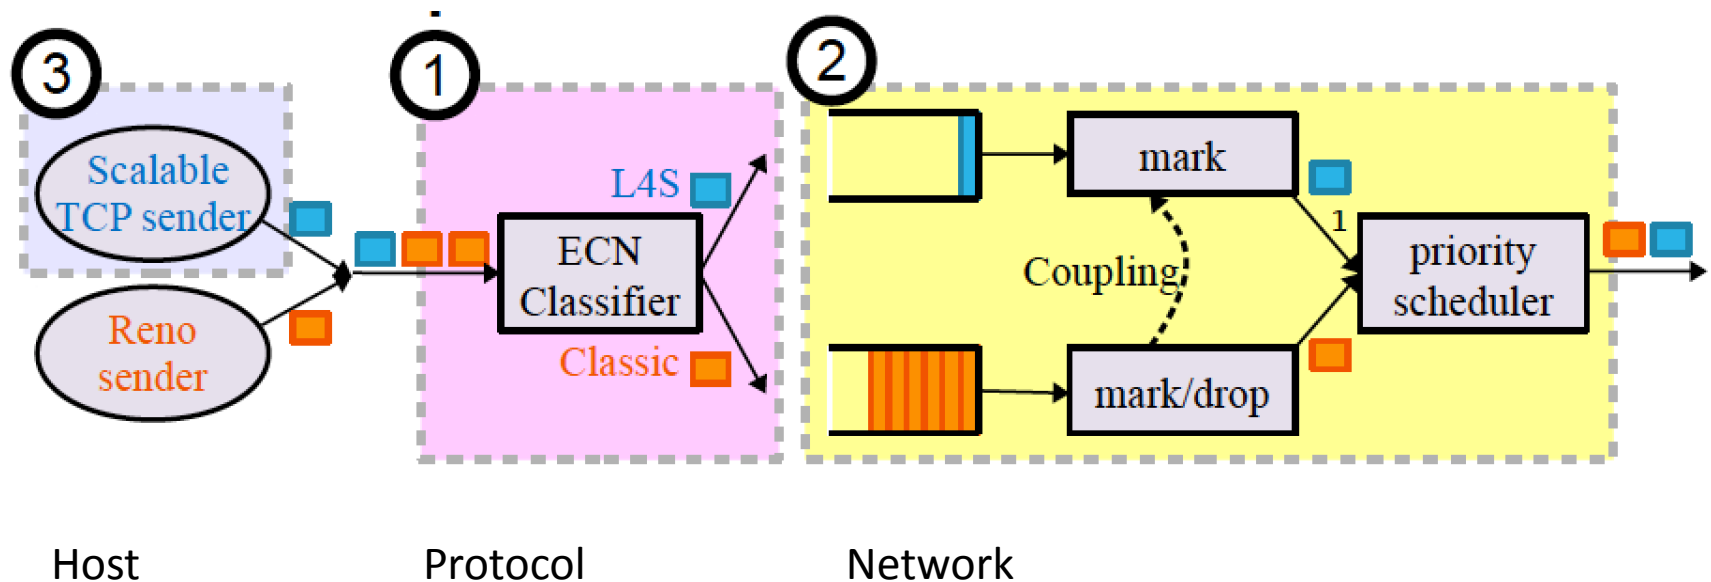 3
1
2
Scalable
TCP sender
L4S
mark
1
ECN
Classifier
Coupling
priority
scheduler
Reno
sender
Classic
mark/drop
Host
Protocol
Network